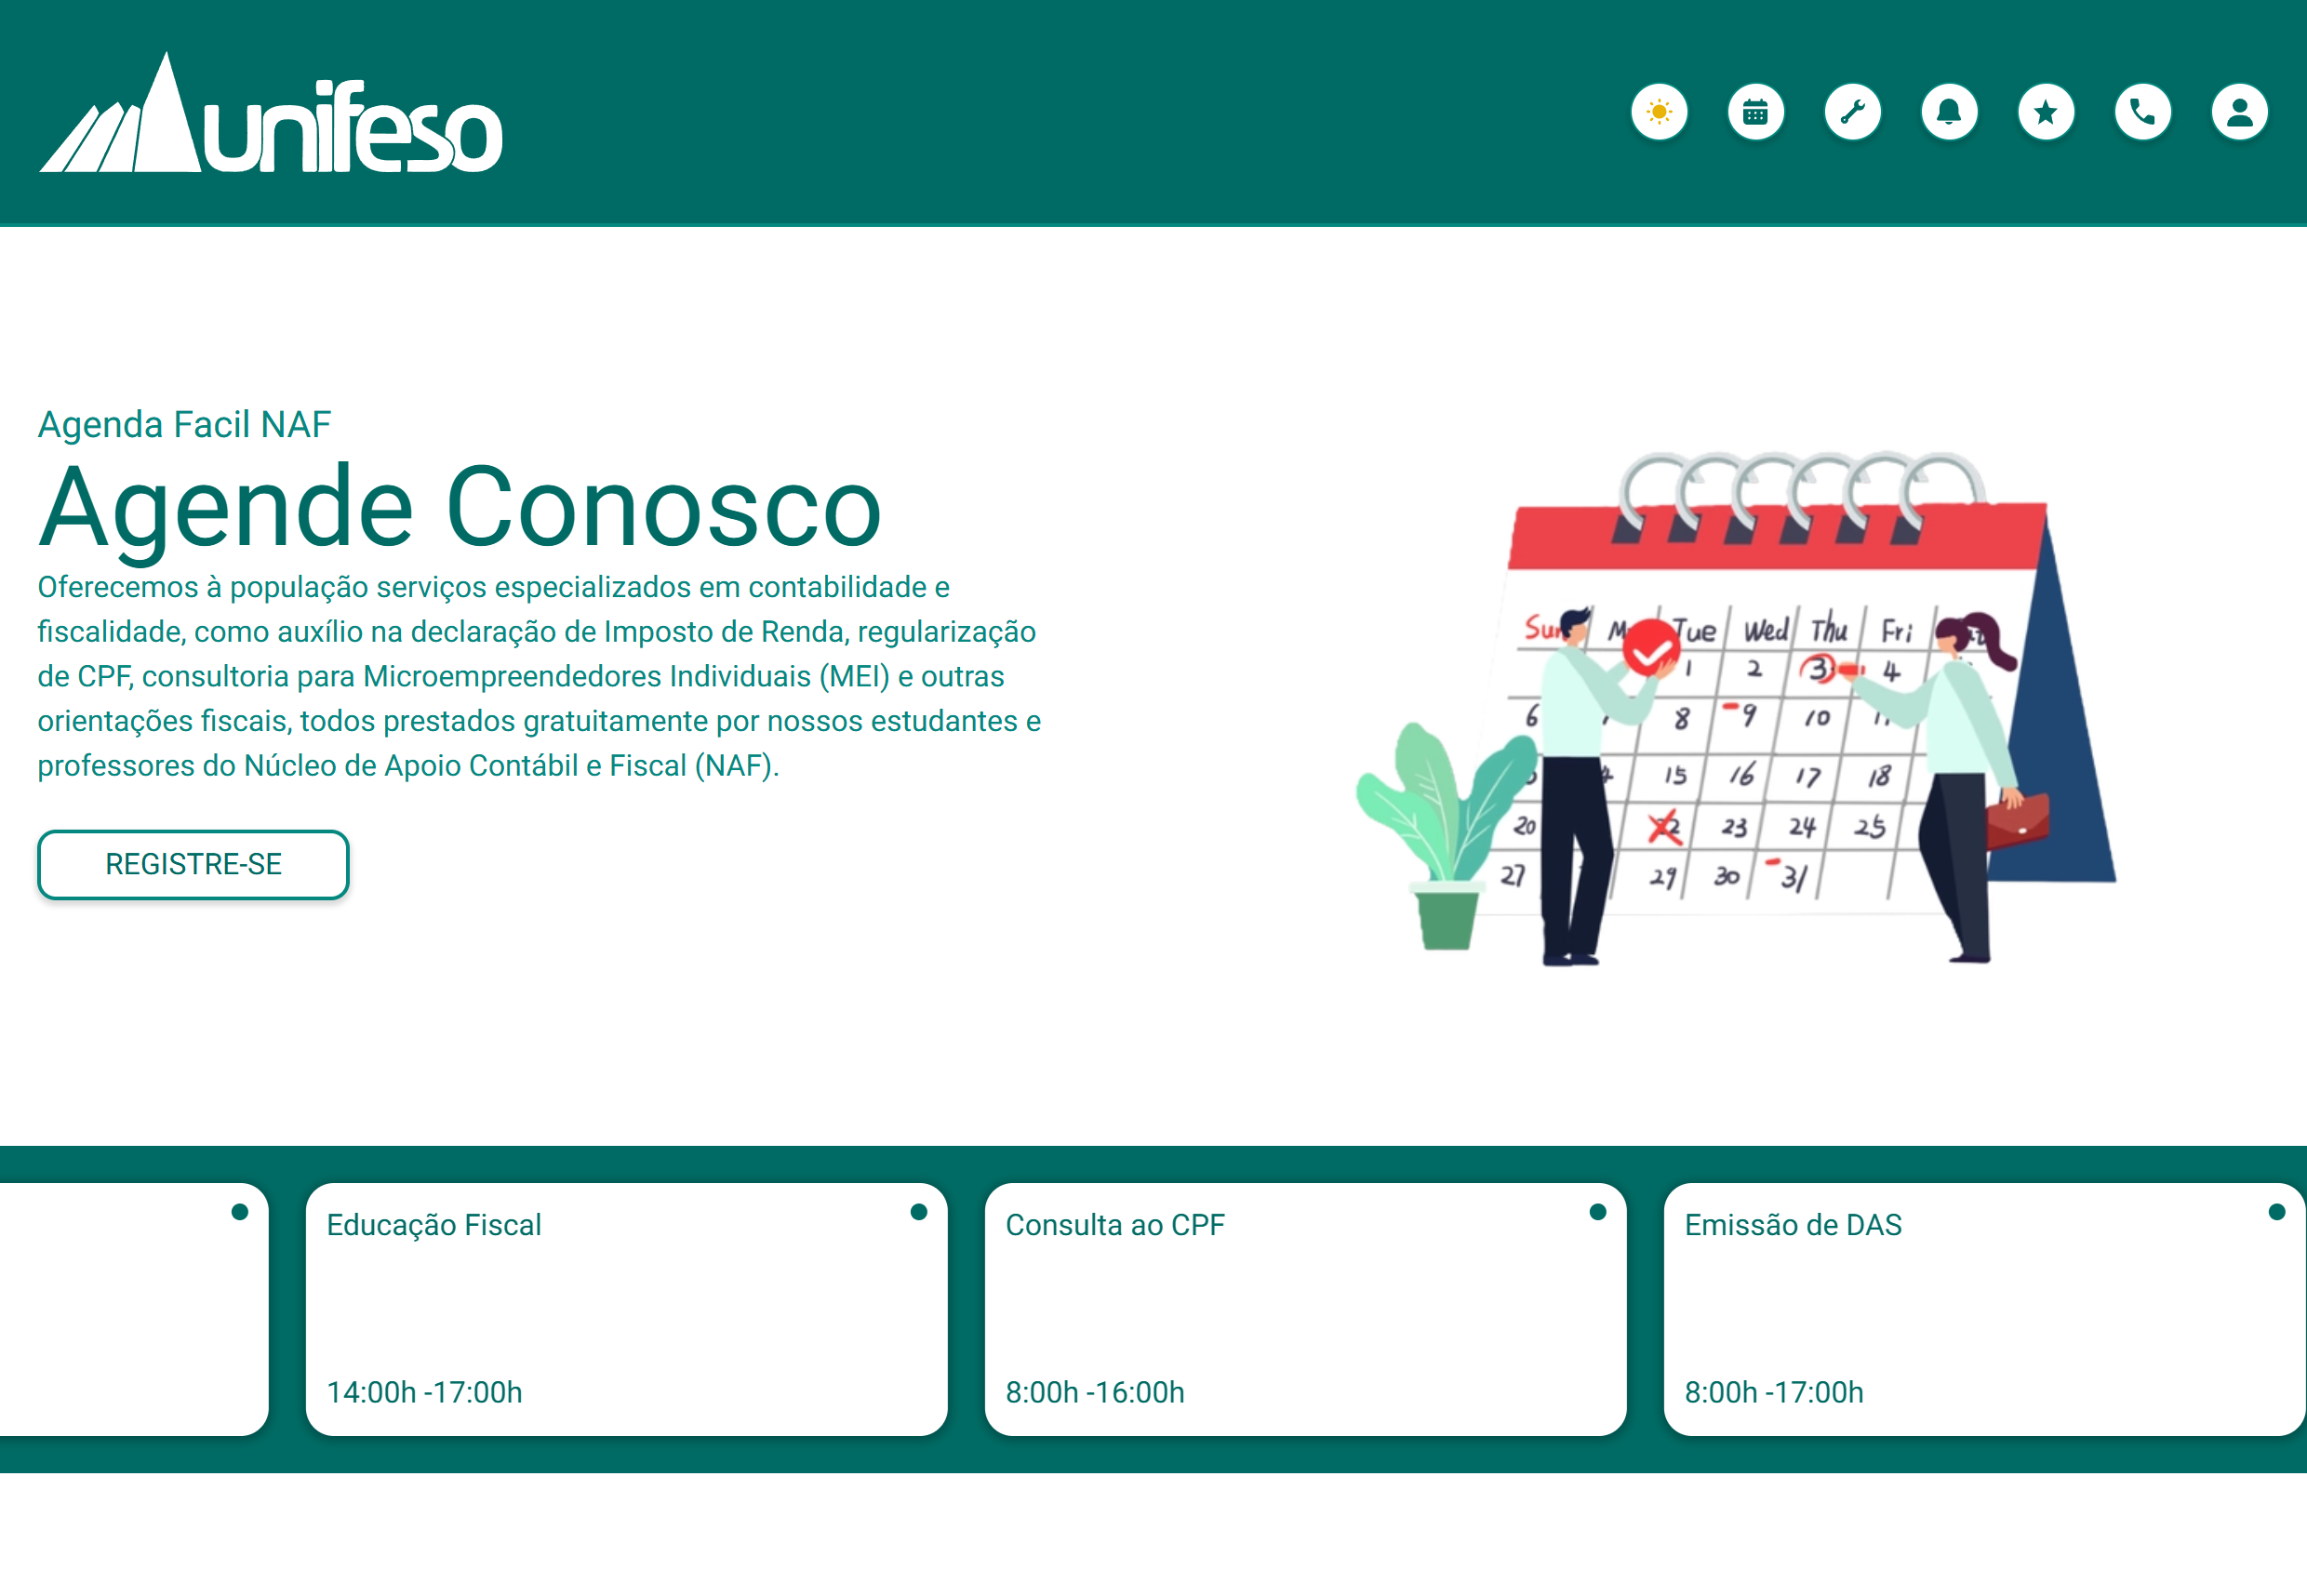 unifeso
Agenda Facil NAF
Agende Conosco
Oferecemos à população serviços especializados em contabilidade e
fiscalidade, como auxílio na declaração de Imposto de Renda, regularização
de CPF, consultoria para Microempreendedores Individuais (MEI) e outras
orientações fiscais, todos prestados gratuitamente por nossos estudantes e
professores do Núcleo de Apoio Contábil e Fiscal (NAF).
REGISTRE-SE
Tue Wed Thu Fri
1 2 3 4
6 8 9 10
15 16 17 18
20 22 23 24 25
27 29 30 31
Educação Fiscal
14:00h -17:00h
Consulta ao CPF
8:00h -16:00h
Emissão de DAS
8:00h -17:00h